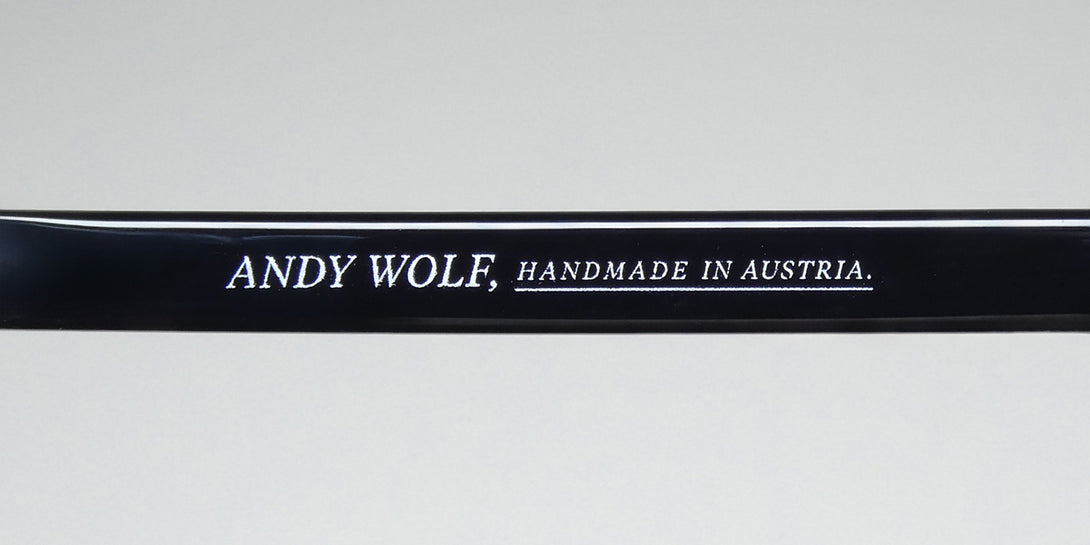 ANDY WOLF, HANDMADE IN AUSTRIA.